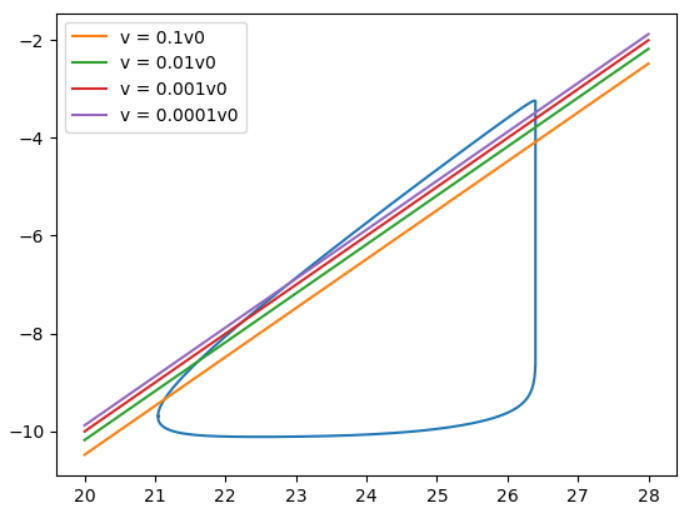 v = 0.1v0
v = 0.01v0
v = 0.001v0
v = 0.0001v0
−2
−4
−6
−8
−10
20 21 22 23 24 25 26 27 28